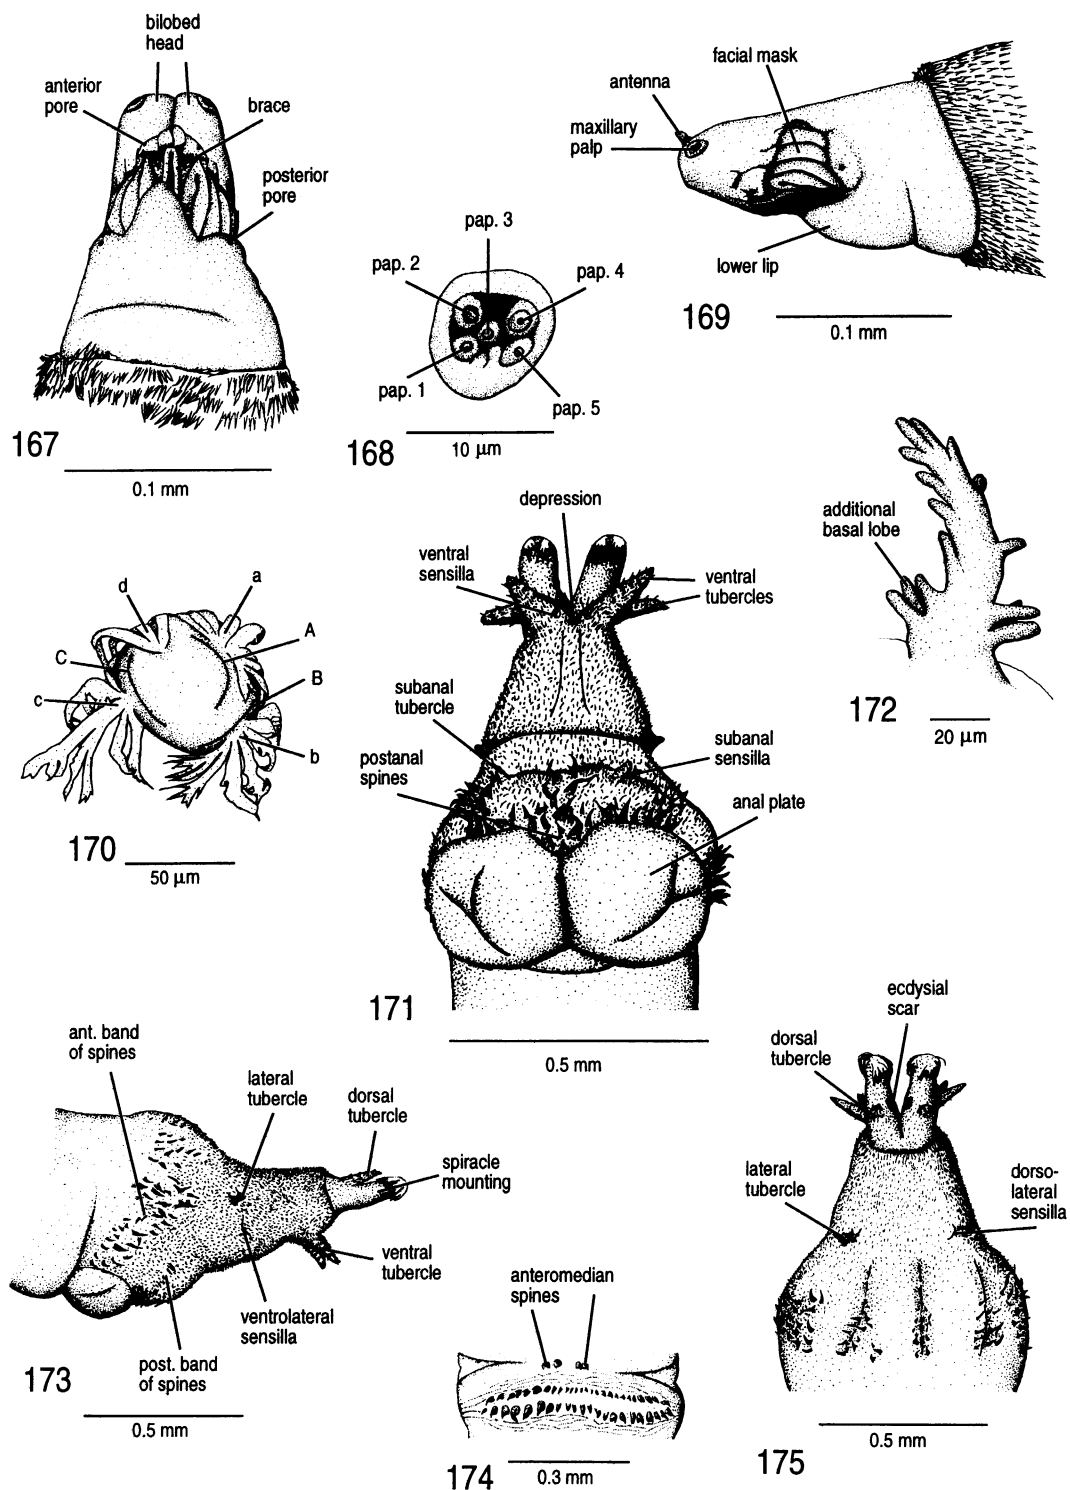 bilobed
head
anterior
pore
brace
posterior
pore
167
0.1 mm
pap. 3
pap. 2
pap. 4
pap. 1
pap. 5
168
10 µm
facial mask
antenna
maxillary
palp
lower lip
169
0.1 mm
d
a
A
C
B
c
b
170
50 µm
depression
ventral
sensilla
ventral
tubercles
subanal
tubercle
postanal
spines
subanal
sensilla
anal plate
171
0.5 mm
additional
basal lobe
172
20 µm
ant. band
of spines
lateral
tubercle
dorsal
tubercle
spiracle
mounting
ventral
tubercle
ventrolateral
sensilla
post. band
of spines
173
0.5 mm
anteromedian
spines
174
0.3 mm
ecdysial
scar
dorsal
tubercle
lateral
tubercle
dorso-
lateral
sensilla
175
0.5 mm